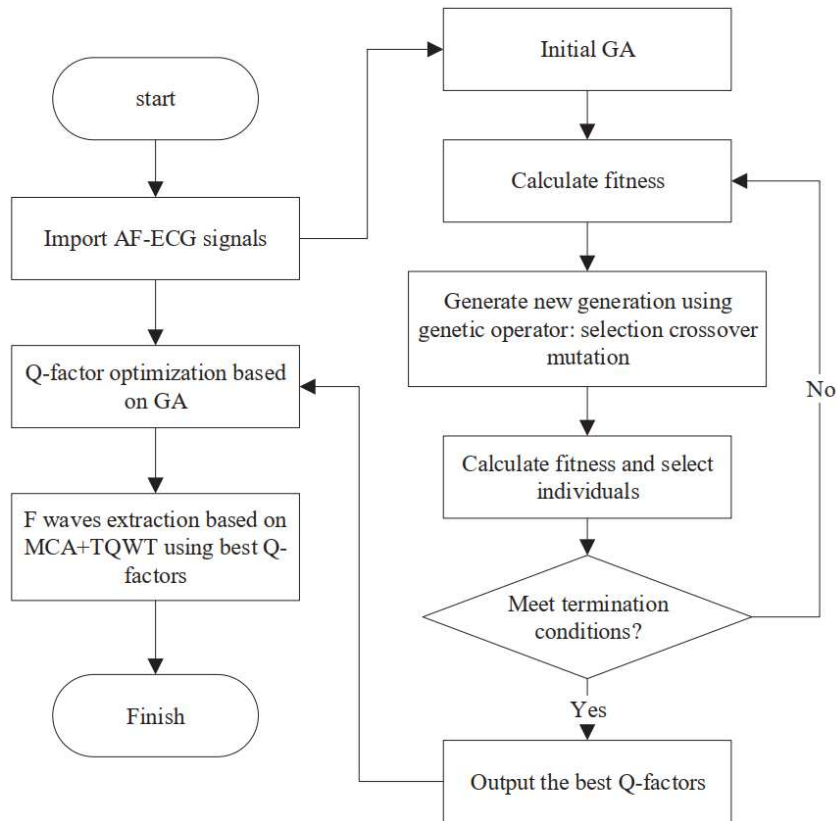 start
Import AF-ECG signals
Q-factor optimization based
on GA
F waves extraction based on
MCA+TQWT using best Q-
factors
Finish
Initial GA
Calculate fitness
Generate new generation using
genetic operator: selection crossover
mutation
Calculate fitness and select
individuals
Meet termination
conditions?
No
Yes
Output the best Q-factors